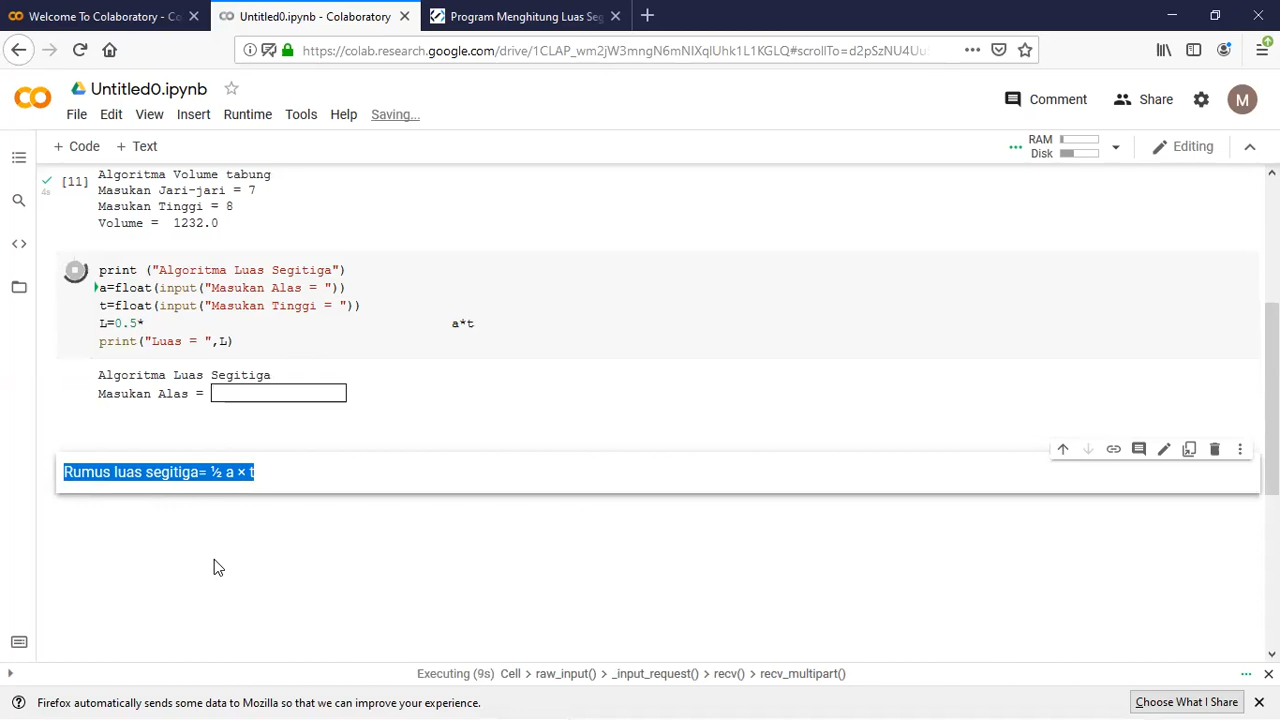 Welcome To Colaboratory - Co
Untitled0.ipynb - Colaboratory
Program Menghitung Luas Seg
https://colab.research.google.com/drive/1CLAP_wm2jW3mngN6mNIXqlUhk1L1KGLQ#scrollTo=d2pSzNU4Uu
Untitled0.ipynb
Comment
Share
M
File Edit View Insert Runtime Tools Help Saving...
+ Code + Text
RAM
Disk
Editing
[11]
4s
Algoritma Volume tabung
Masukan Jari-jari = 7
Masukan Tinggi = 8
Volume =  1232.0
print ("Algoritma Luas Segitiga")
a=float(input("Masukan Alas = "))
t=float(input("Masukan Tinggi = "))
L=0.5* a*t
print("Luas = ",L)
Algoritma Luas Segitiga
Masukan Alas =
Rumus luas segitiga= ½ a × t
Executing (9s) Cell > raw_input() > _input_request() > recv() > recv_multipart()
Firefox automatically sends some data to Mozilla so that we can improve your experience.
Choose What I Share